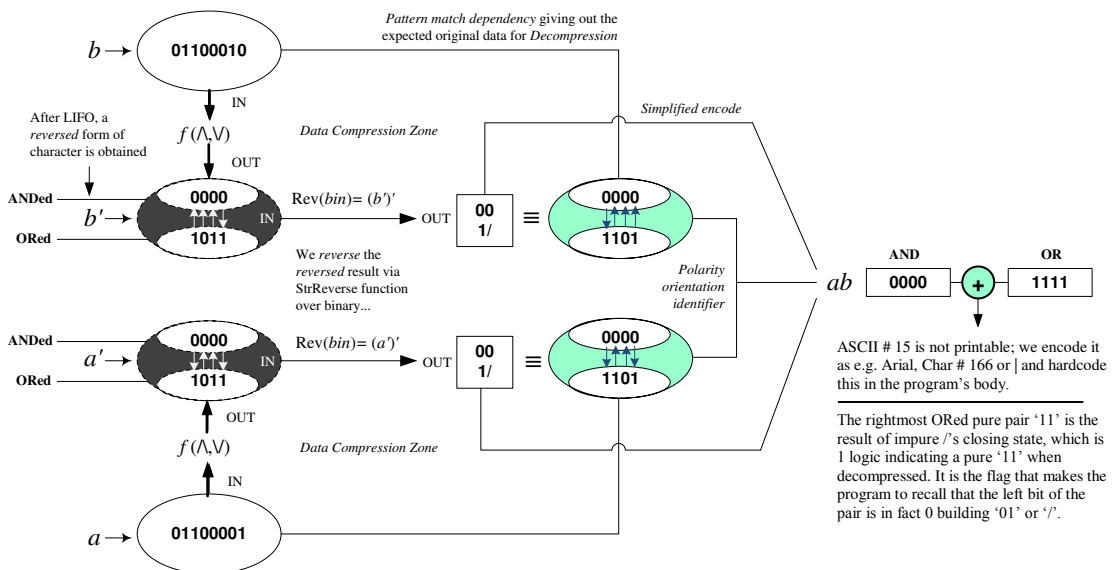 Pattern match dependency giving out the
expected original data for Decompression
b
01100010
IN
Simplified encode
After LIFO, a
reversed form of
character is obtained
f (/\,\/)
Data Compression Zone
OUT
ANDed
0000
b'
IN
Rev(bin)= (b')'
OUT
00
1/
≡
0000
1101
ORed
1011
We reverse the
reversed result via
StrReverse function
over binary...
Polarity
orientation
identifier
ab
AND
0000
+
OR
1111
ANDed
0000
a'
IN
Rev(bin)= (a')'
OUT
00
1/
≡
0000
1101
ORed
1011
OUT
f (/\,\/)
Data Compression Zone
IN
a
01100001
ASCII # 15 is not printable; we encode it
as e.g. Arial, Char # 166 or | and hardcode
this in the program's body.
The rightmost ORed pure pair '11' is the
result of impure /'s closing state, which is
1 logic indicating a pure '11' when
decompressed. It is the flag that makes the
program to recall that the left bit of the
pair is in fact 0 building '01' or '/'.